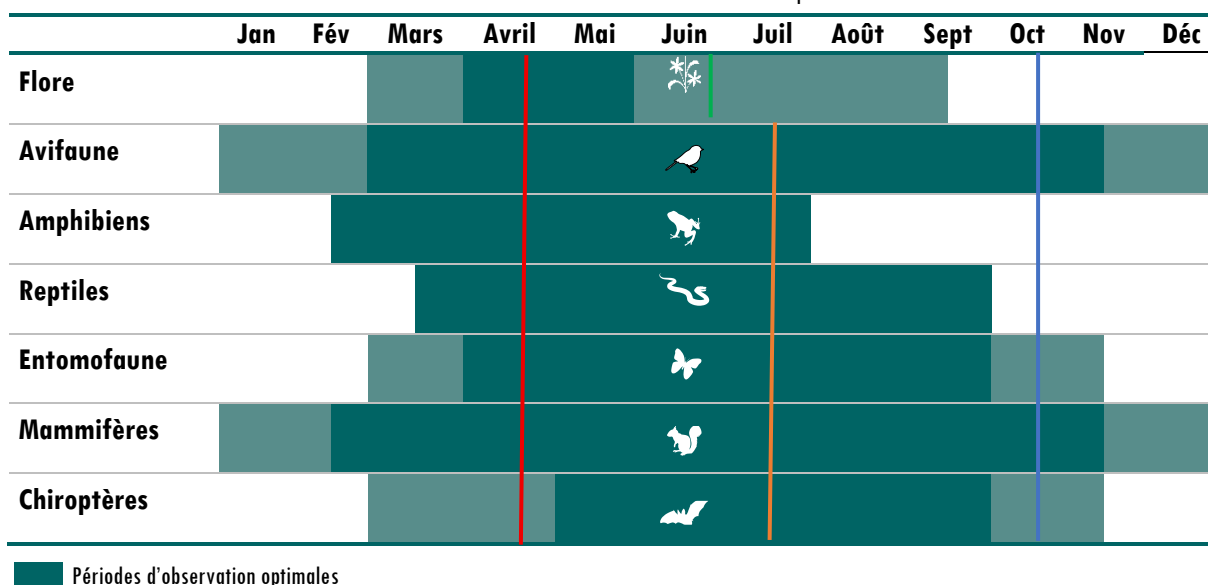 Jan Fév Mars Avril Mai Juin Juil Août Sept Oct Nov Déc
Flore
Avifaune
Amphibiens
Reptiles
Entomofaune
Mammifères
Chiroptères
Périodes d'observation optimales